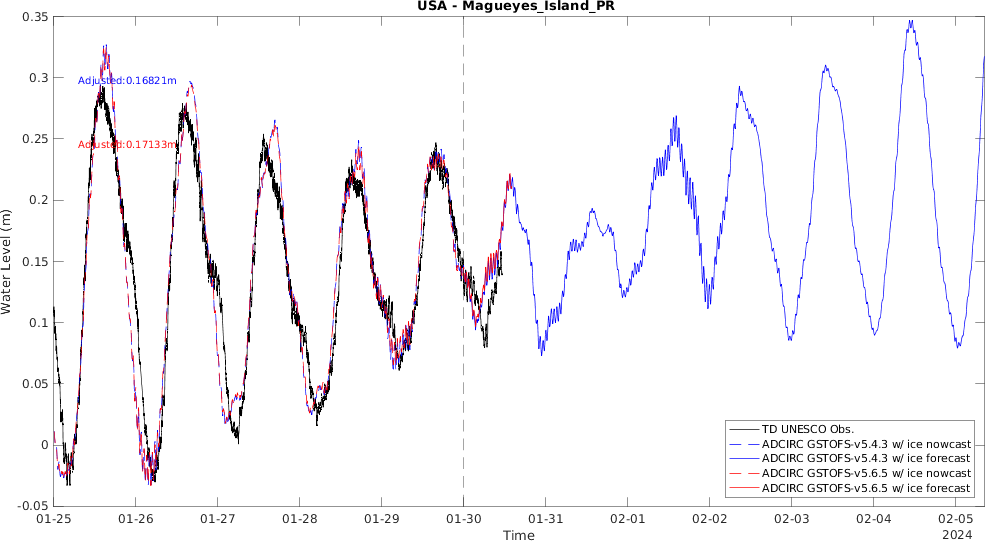 USA - Magueyes_Island_PR
0.35
0.3
Adjusted:0.16821m
0.25
Adjusted:0.17133m
0.2
Water Level (m)
0.15
0.1
0.05
TD UNESCO Obs.
ADCIRC GSTOFS-v5.4.3 w/ ice nowcast
0
ADCIRC GSTOFS-v5.4.3 w/ ice forecast
ADCIRC GSTOFS-v5.6.5 w/ ice nowcast
ADCIRC GSTOFS-v5.6.5 w/ ice forecast
-0.05
01-25 01-26 01-27 01-28 01-29 01-30 01-31 02-01 02-02 02-03 02-04 02-05
Time
2024